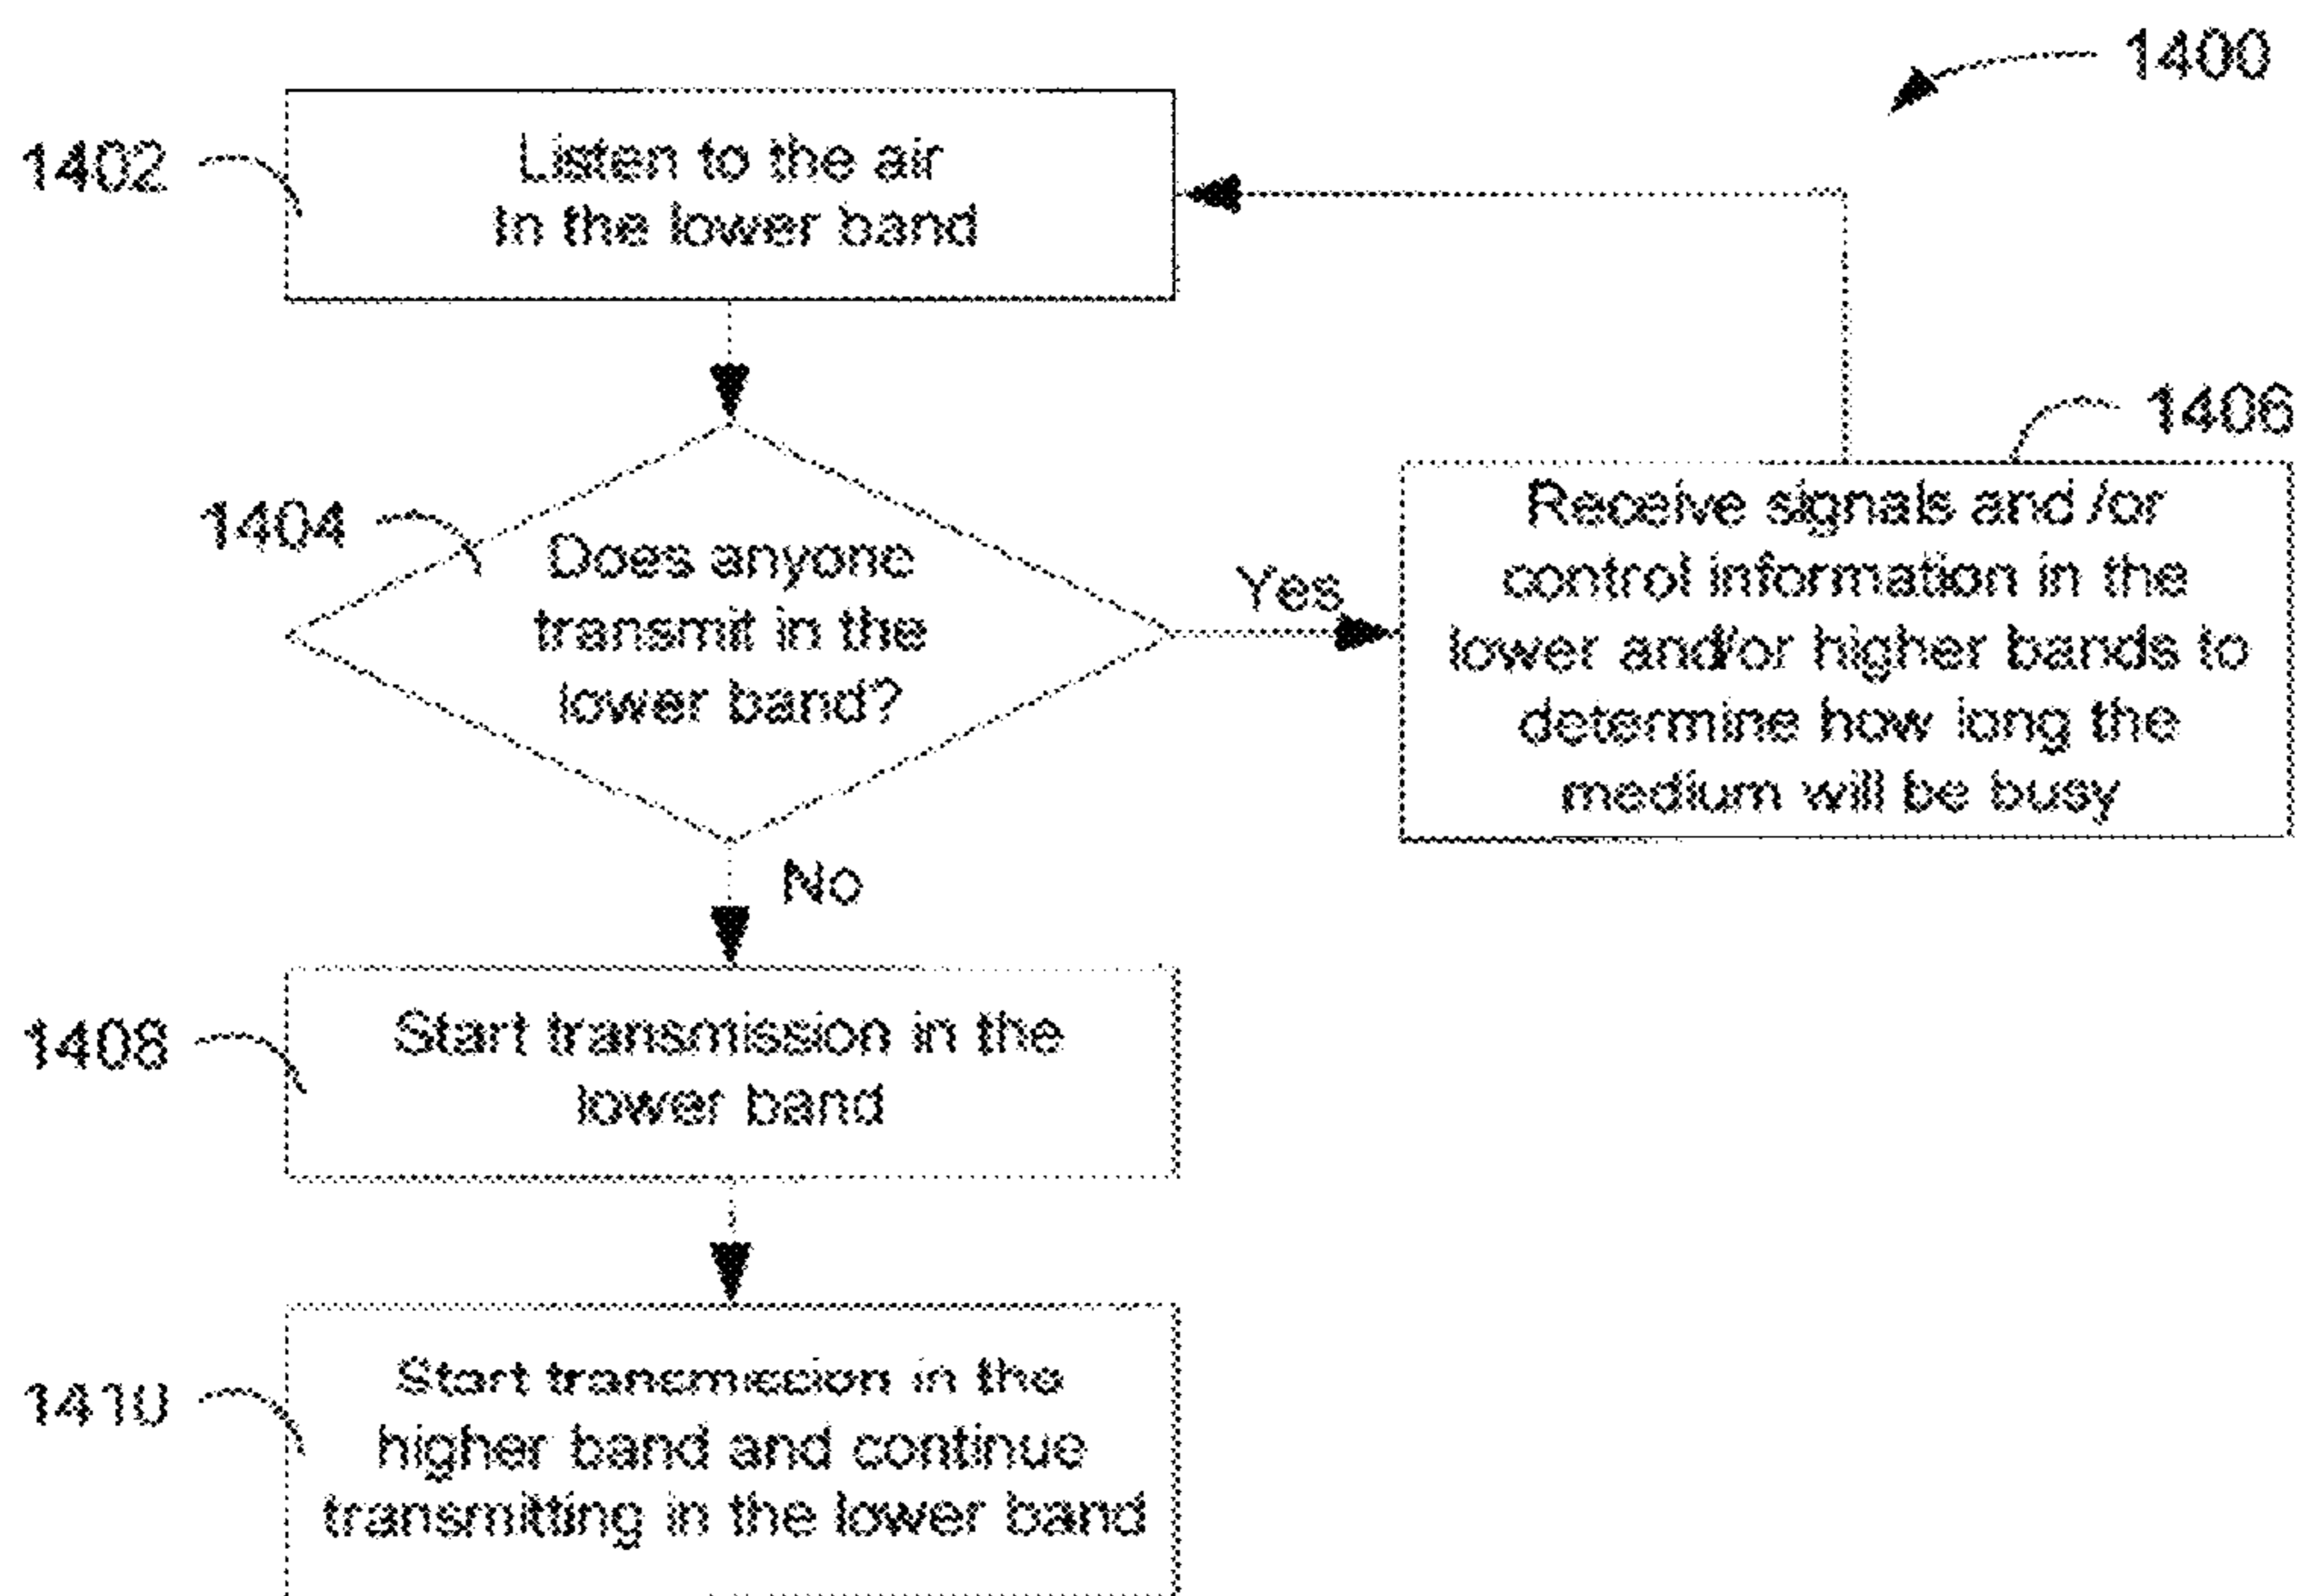 1400
1402
Listen to the air
In the lower band
1404
Does anyone
transmit in the
lower band?
Yes
1406
Receive signals and /or
control information in the
lower and/or higher bands to
determine how long the
medium will be busy
No
1408
Start transmission in the
lower band
1410
Start transmission in the
higher band and continue
transmitting in the lower band